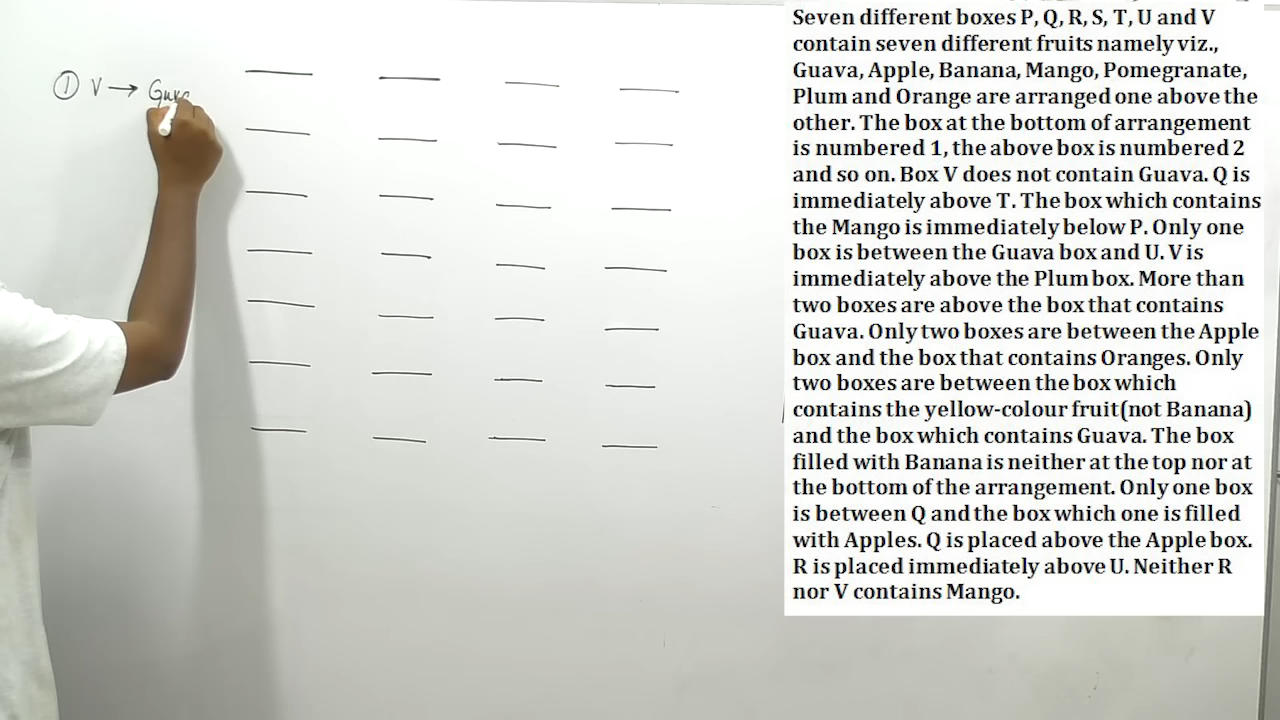 ① V → Guva
Seven different boxes P, Q, R, S, T, U and V
contain seven different fruits namely viz.,
Guava, Apple, Banana, Mango, Pomegranate,
Plum and Orange are arranged one above the
other. The box at the bottom of arrangement
is numbered 1, the above box is numbered 2
and so on. Box V does not contain Guava. Q is
immediately above T. The box which contains
the Mango is immediately below P. Only one
box is between the Guava box and U. V is
immediately above the Plum box. More than
two boxes are above the box that contains
Guava. Only two boxes are between the Apple
box and the box that contains Oranges. Only
two boxes are between the box which
contains the yellow-colour fruit(not Banana)
and the box which contains Guava. The box
filled with Banana is neither at the top nor at
the bottom of the arrangement. Only one box
is between Q and the box which one is filled
with Apples. Q is placed above the Apple box.
R is placed immediately above U. Neither R
nor V contains Mango.